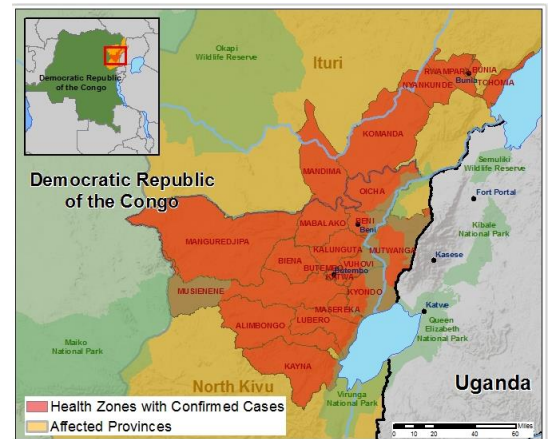 Democratic Republic
of the Congo
Okapi
Wildlife Reserve
Ituri
RWAMPARA
BUNIA
Bunia
NYANKUNDE
TCHOMIA
KOMANDA
MANDIMA
OICHA
Semuliki
Wildlife Reserve
Fort Portal
Democratic Republic
of the Congo
MABALAKO
BENI
Beni
Kibale
National Park
MANGUREDJIPA
KALUNGUTA
MUTWANGA
Kasese
BIENA
VUHOVI
BUTEMBO
Butembo
KATWA
MUSIENENE
KYONDO
MASEREKA
Katwe
ALIMBONGO
LUBERO
Queen
Elizabeth
National Park
Maiko
National Park
KAYNA
North Kivu
Virunga
National Park
Uganda
Health Zones with Confirmed Cases
Affected Provinces
Miles
0
10
20
40
60